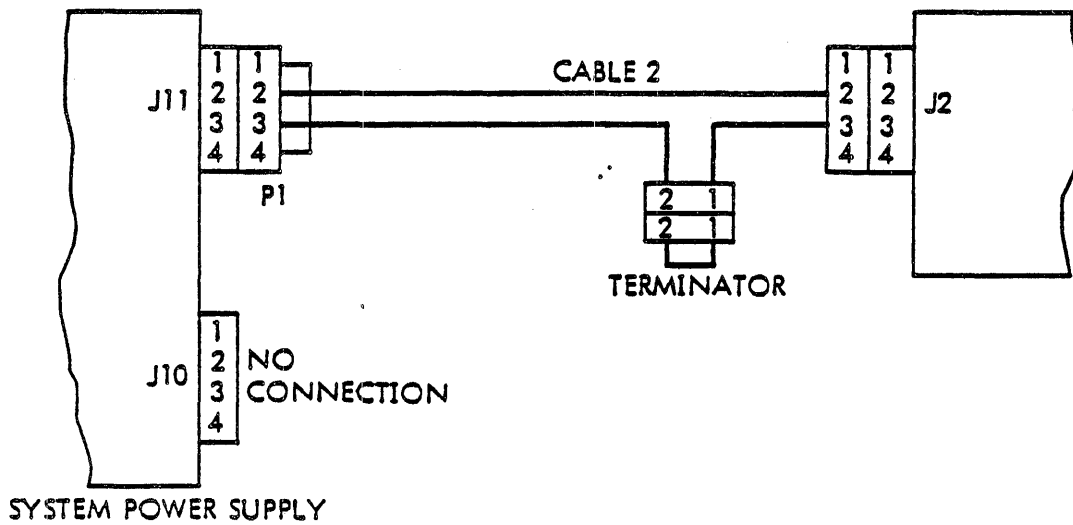 J11
1 1
2 2
3 3
4 4
P1
CABLE 2
1 1
2 2
3 3
4 4
J2
2 1
2 1
TERMINATOR
J10
1
2
3
4
NO
CONNECTION
SYSTEM POWER SUPPLY